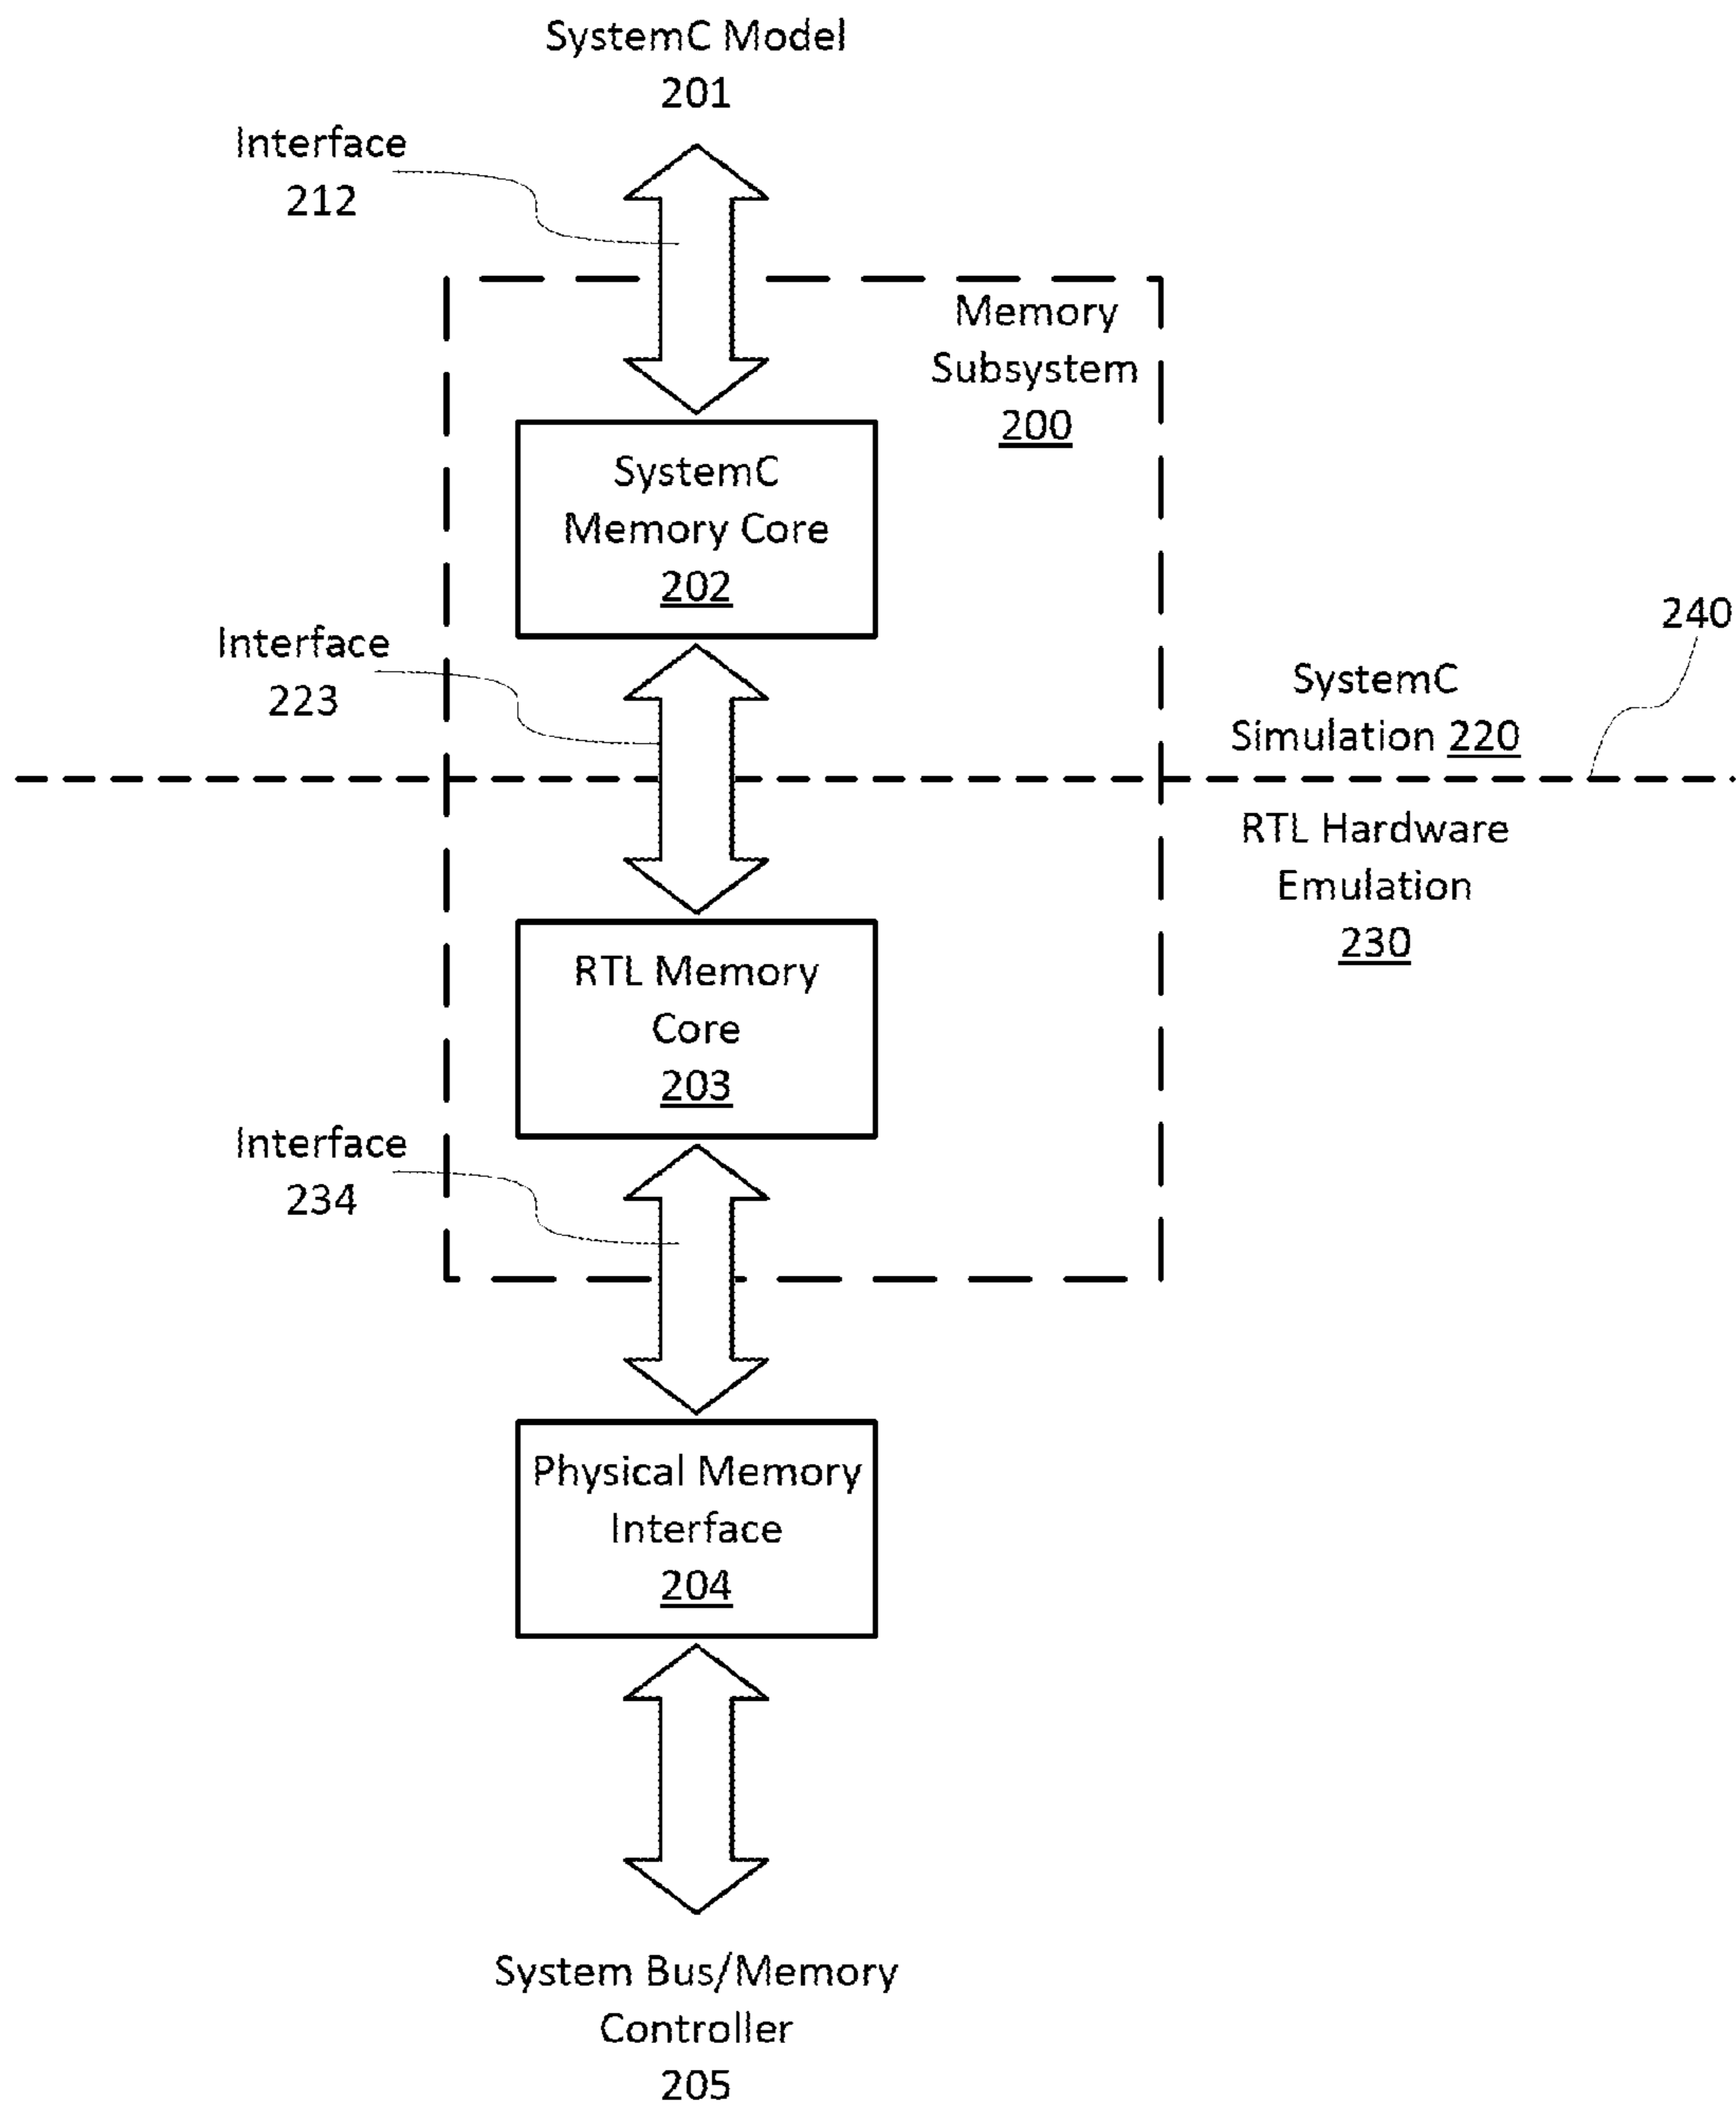 SystemC Model
201
Interface
212
Memory
Subsystem
200
SystemC
Memory Core
202
240
Interface
223
SystemC
Simulation 220
RTL Hardware
Emulation
230
RTL Memory
Core
203
Interface
234
Physical Memory
Interface
204
System Bus/Memory
Controller
205